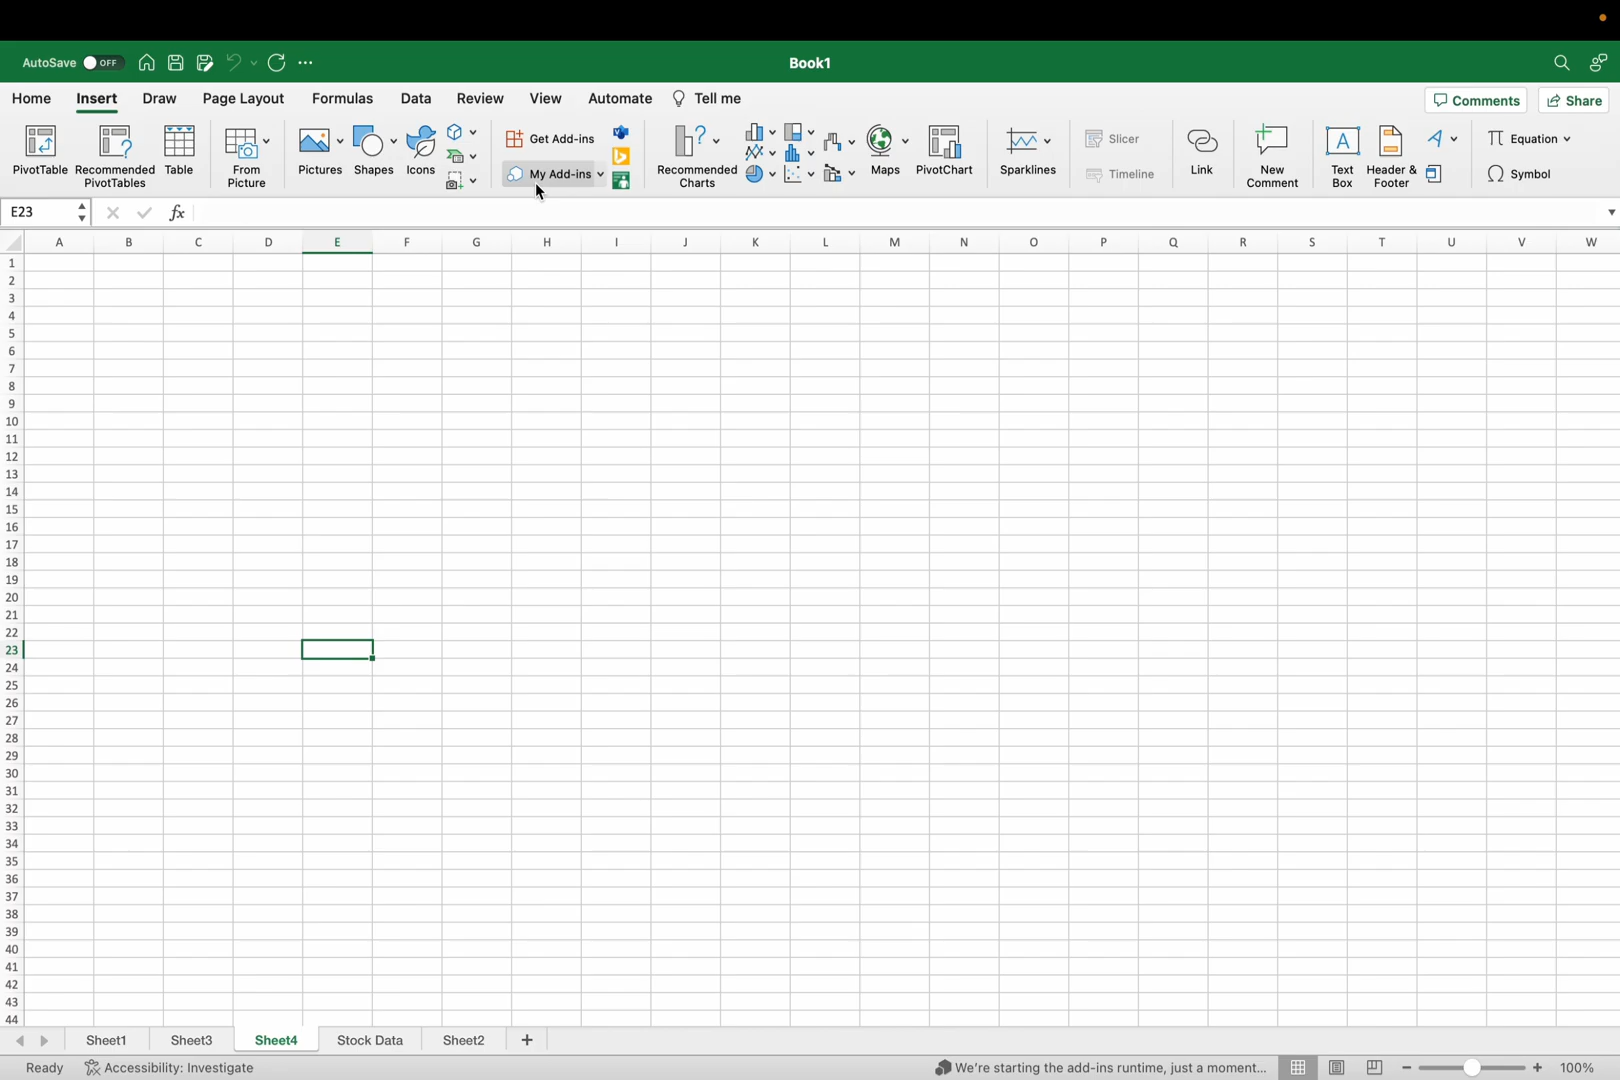 AutoSave OFF
Book1
Home Insert Draw Page Layout Formulas Data Review View Automate Tell me Comments Share
PivotTable
Recommended
PivotTables
Table
From
Picture
Pictures
Shapes
Icons
Get Add-ins
My Add-ins
Recommended
Charts
Maps
PivotChart
Sparklines
Slicer
Timeline
Link
New
Comment
Text
Box
Header &
Footer
Equation
Symbol
E23 fx
A B C D E F G H I J K L M N O P Q R S T U V W
1
2
3
4
5
6
7
8
9
10
11
12
13
14
15
16
17
18
19
20
21
22
23
24
25
26
27
28
29
30
31
32
33
34
35
36
37
38
39
40
41
42
43
44
Sheet1 Sheet3 Sheet4 Stock Data Sheet2 +
Ready Accessibility: Investigate We're starting the add-ins runtime, just a moment... 100%